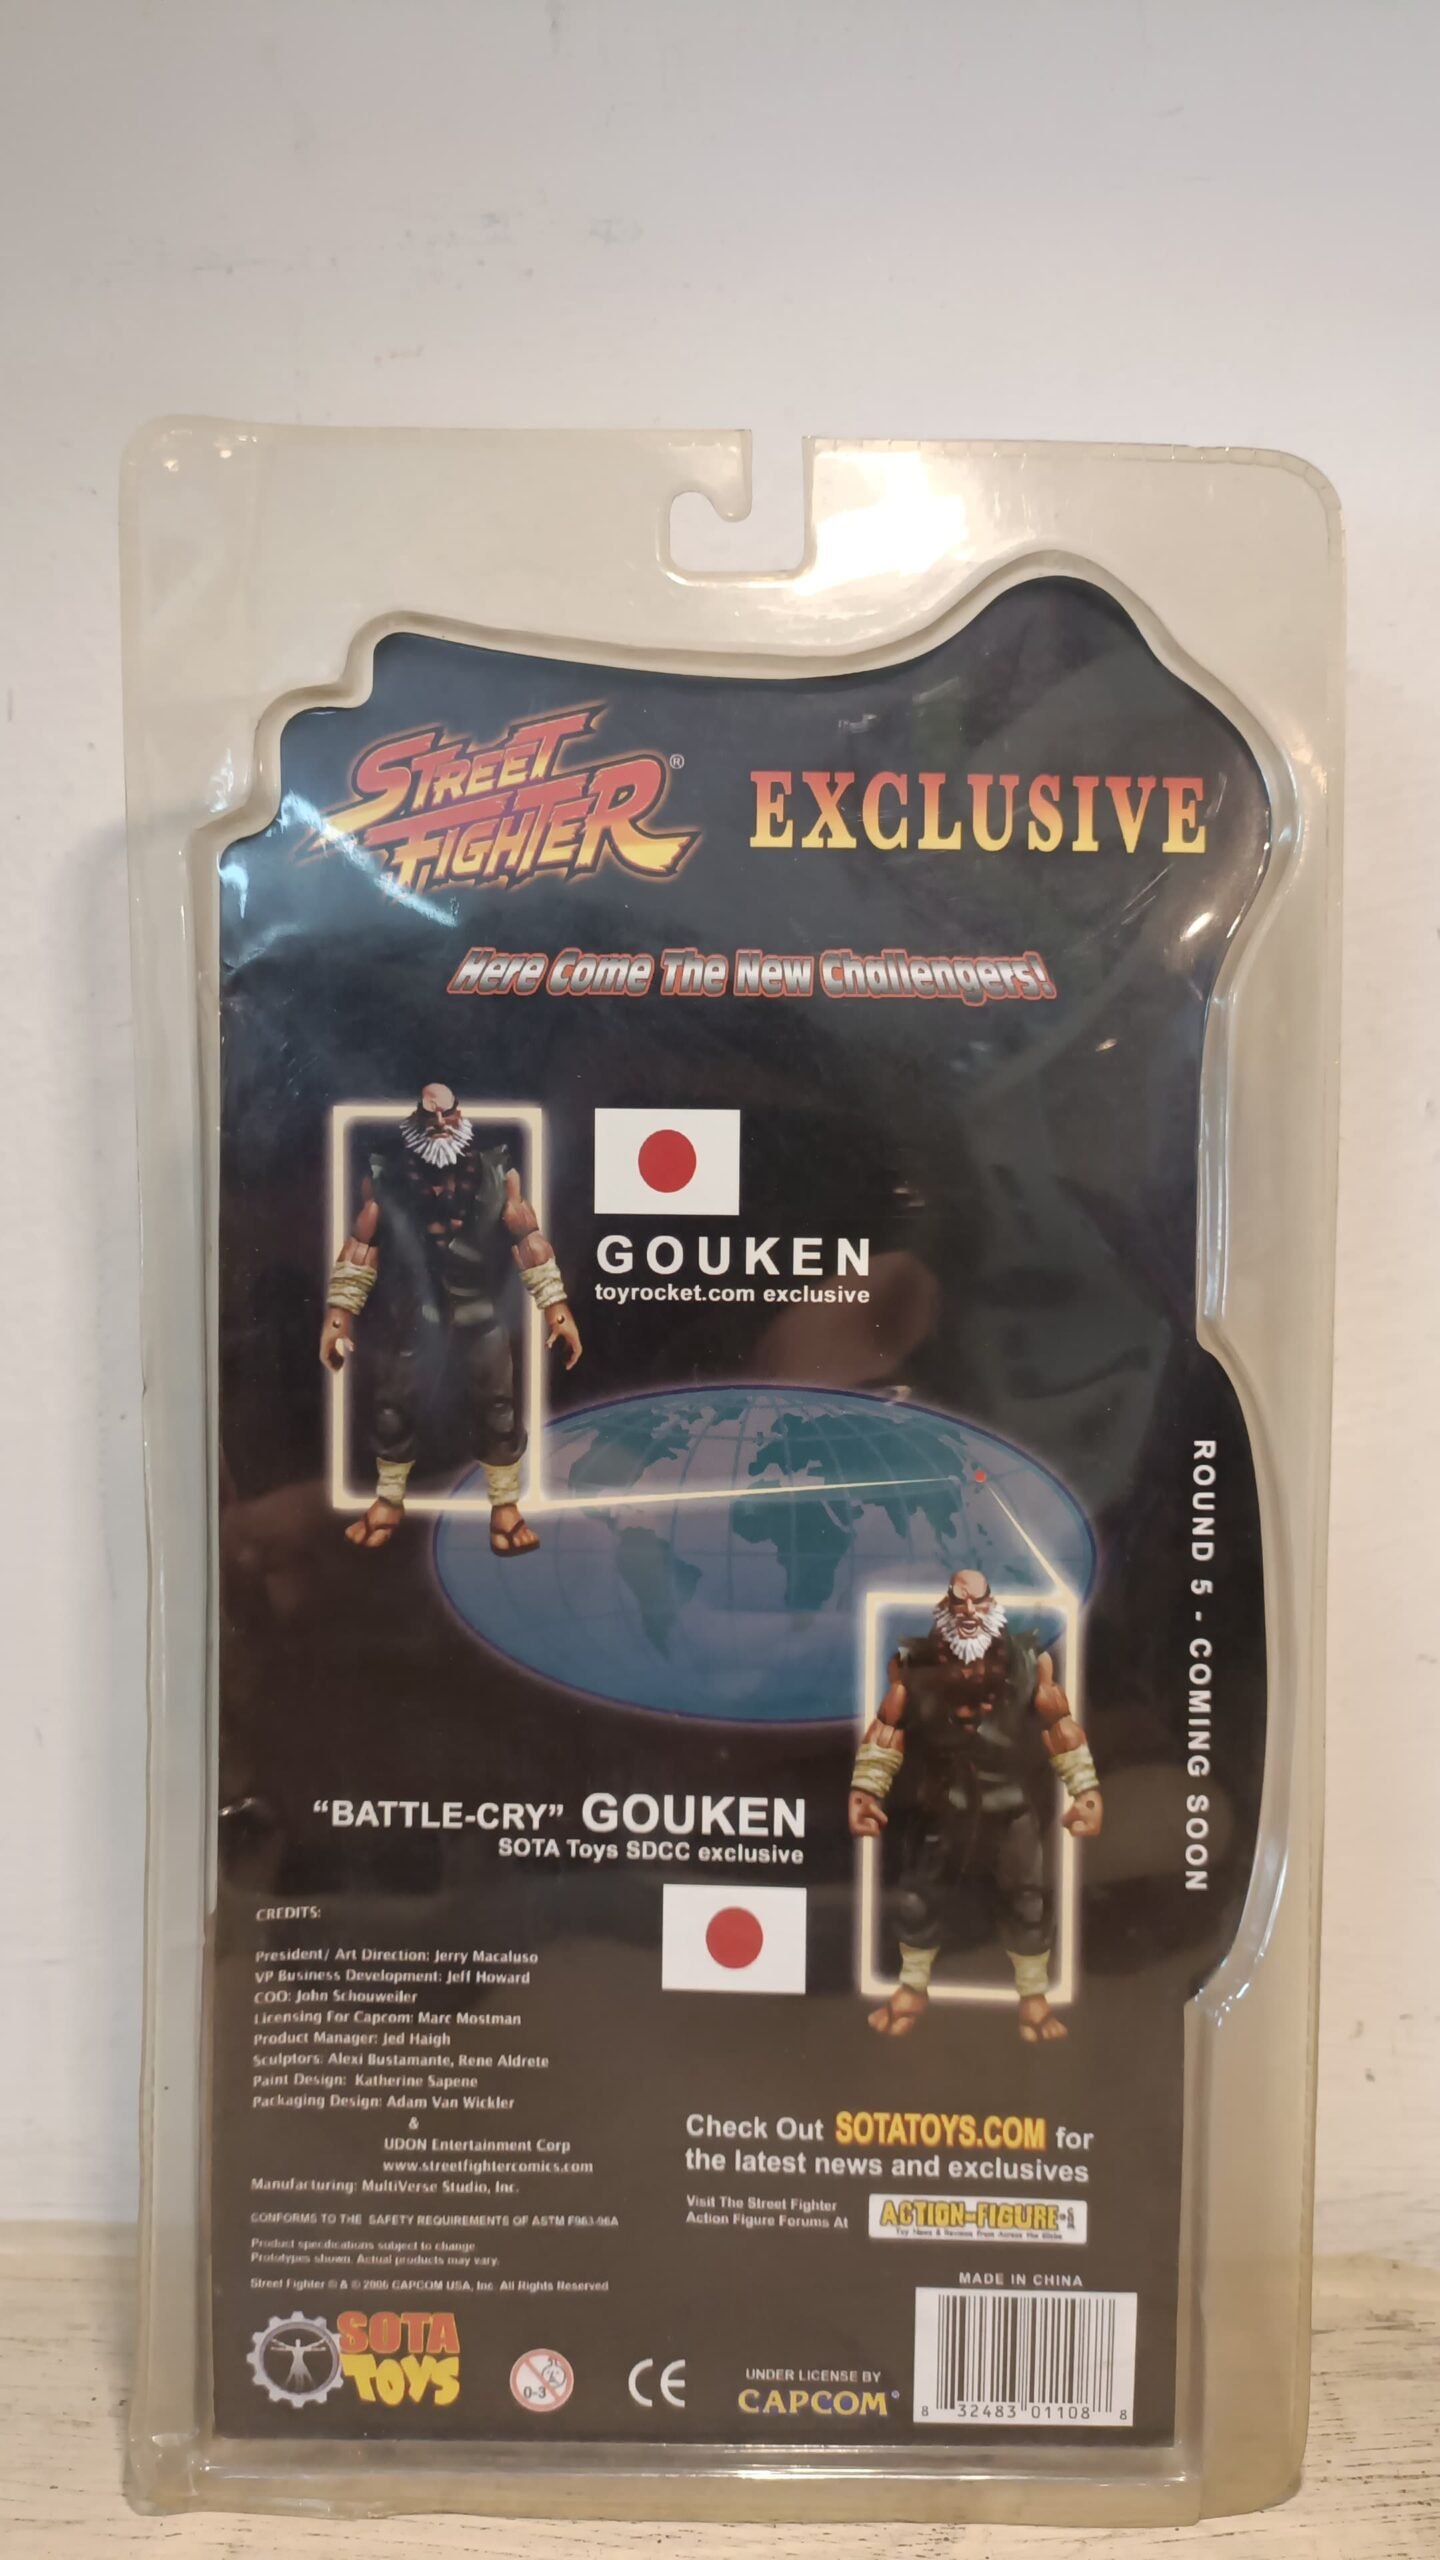 STREET
FIGHTER®
EXCLUSIVE
Here Come The New Challengers!
GOUKEN
toyrocket.com exclusive
ROUND 5 - COMING SOON
“BATTLE-CRY” GOUKEN
SOTA Toys SDCC exclusive
CREDITS:
President/ Art Direction: Jerry Macaluso
VP Business Development: Jeff Howard
COO: John Schouweiler
Licensing For Capcom: Marc Mostman
Product Manager: Jed Haigh
Sculptors: Alexi Bustamante, Rene Aldrete
Paint Design: Katherine Sapene
Packaging Design: Adam Van Wickler
&
UDON Entertainment Corp
www.streetfightercomics.com
Manufacturing: MultiVerse Studio, Inc.
CONFORMS TO THE SAFETY REQUIREMENTS OF ASTM F963-96A
Product specifications subject to change
Prototypes shown. Actual products may vary.
Street Fighter © & © 2006 CAPCOM USA, Inc. All Rights Reserved
Check Out SOTATOYS.COM for
the latest news and exclusives
Visit The Street Fighter
Action Figure Forums At
ACTION-FIGURE
Toy News & Reviews From Across the Globe
MADE IN CHINA
SOTA
TOYS
0-3
CE
UNDER LICENSE BY
CAPCOM®
8 32483 01108 8